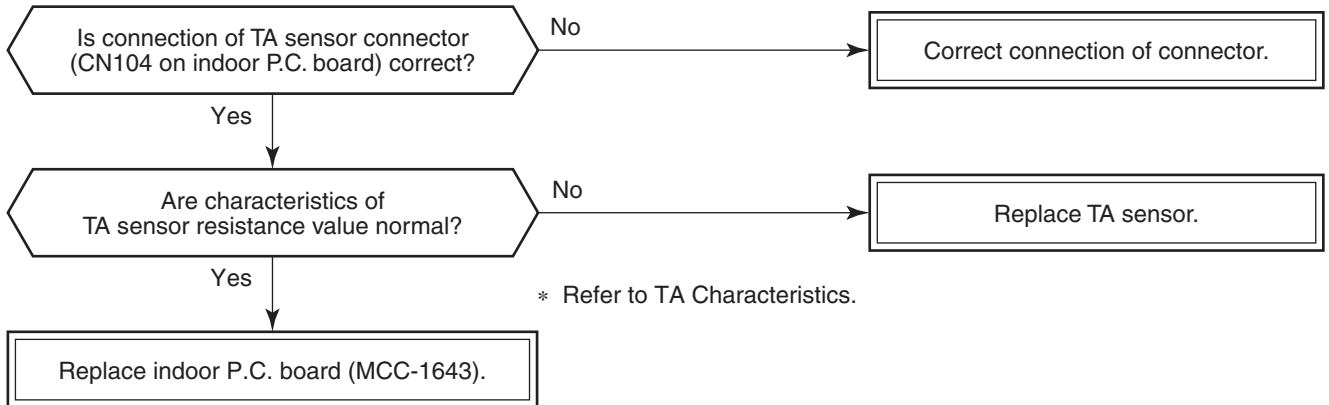 Is connection of TA sensor connector
(CN104 on indoor P.C. board) correct?
No
Correct connection of connector.
Yes
Are characteristics of
TA sensor resistance value normal?
No
Replace TA sensor.
Yes
* Refer to TA Characteristics.
Replace indoor P.C. board (MCC-1643).